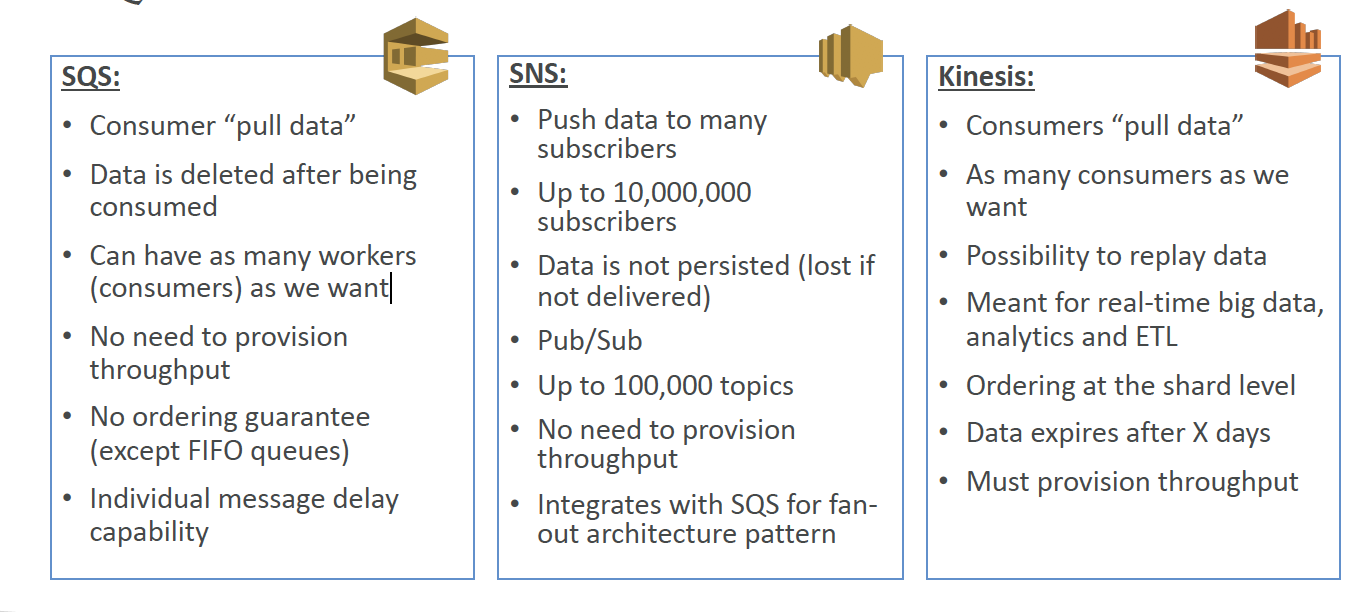 SQS:
• Consumer “pull data”
• Data is deleted after being
consumed
• Can have as many workers
(consumers) as we want
• No need to provision
throughput
• No ordering guarantee
(except FIFO queues)
• Individual message delay
capability
SNS:
• Push data to many
subscribers
• Up to 10,000,000
subscribers
• Data is not persisted (lost if
not delivered)
• Pub/Sub
• Up to 100,000 topics
• No need to provision
throughput
• Integrates with SQS for fan-
out architecture pattern
Kinesis:
• Consumers “pull data”
• As many consumers as we
want
• Possibility to replay data
• Meant for real-time big data,
analytics and ETL
• Ordering at the shard level
• Data expires after X days
• Must provision throughput